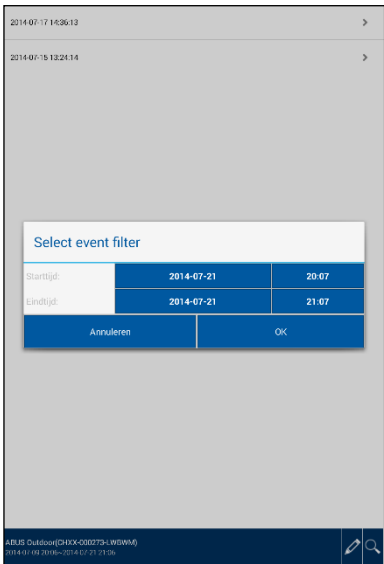 2014-07-17 14:36:13
2014-07-15 13:24:14
Select event filter
Starttijd: 2014-07-21 20:07
Eindtijd: 2014-07-21 21:07
Annuleren OK
ABUS Outdoor(CHXX-000273-LWBWM)
2014-07-09 20:06~2014-07-21 21:06